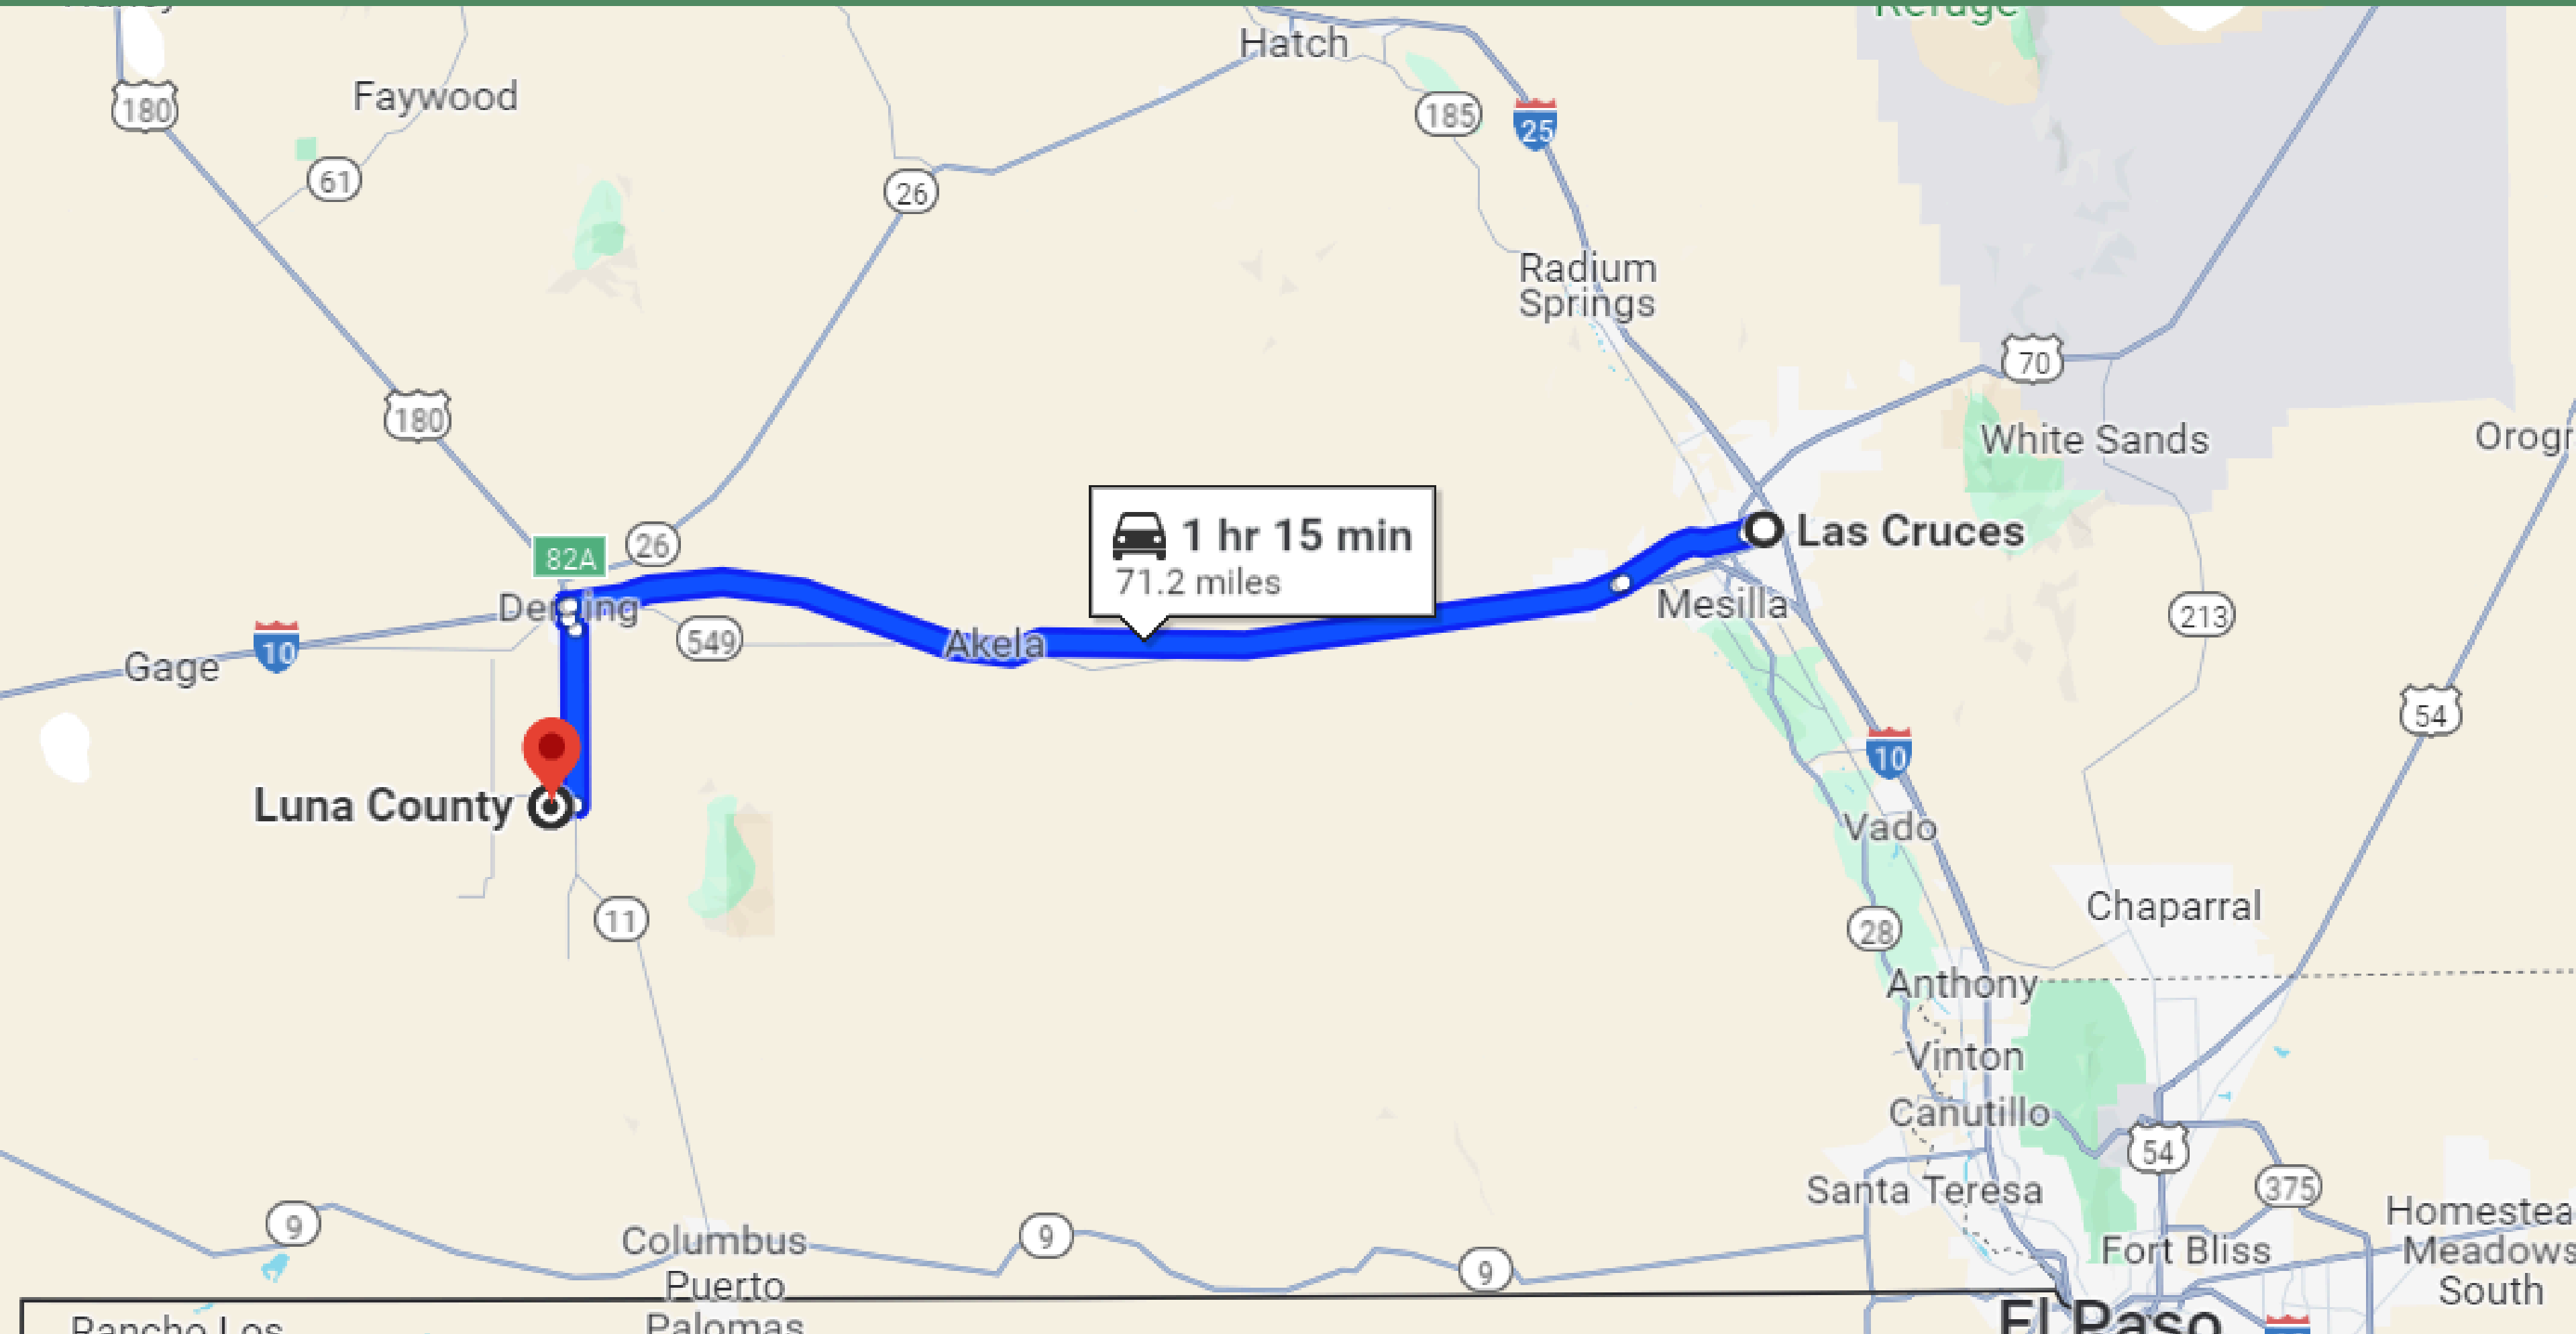 Refuge
Hatch
180
Faywood
185
25
61
26
Radium
Springs
70
180
White Sands
1 hr 15 min
71.2 miles
Las Cruces
82A
26
Deming
Mesilla
213
549
Akela
10
Gage
54
10
Luna County
Vado
11
28
Chaparral
Anthony
Vinton
Canutillo
54
Santa Teresa
375
9
Columbus
9
9
Fort Bliss
Homestea
Meadows
South
Puerto
Palomas
Rancho Los
El Paso